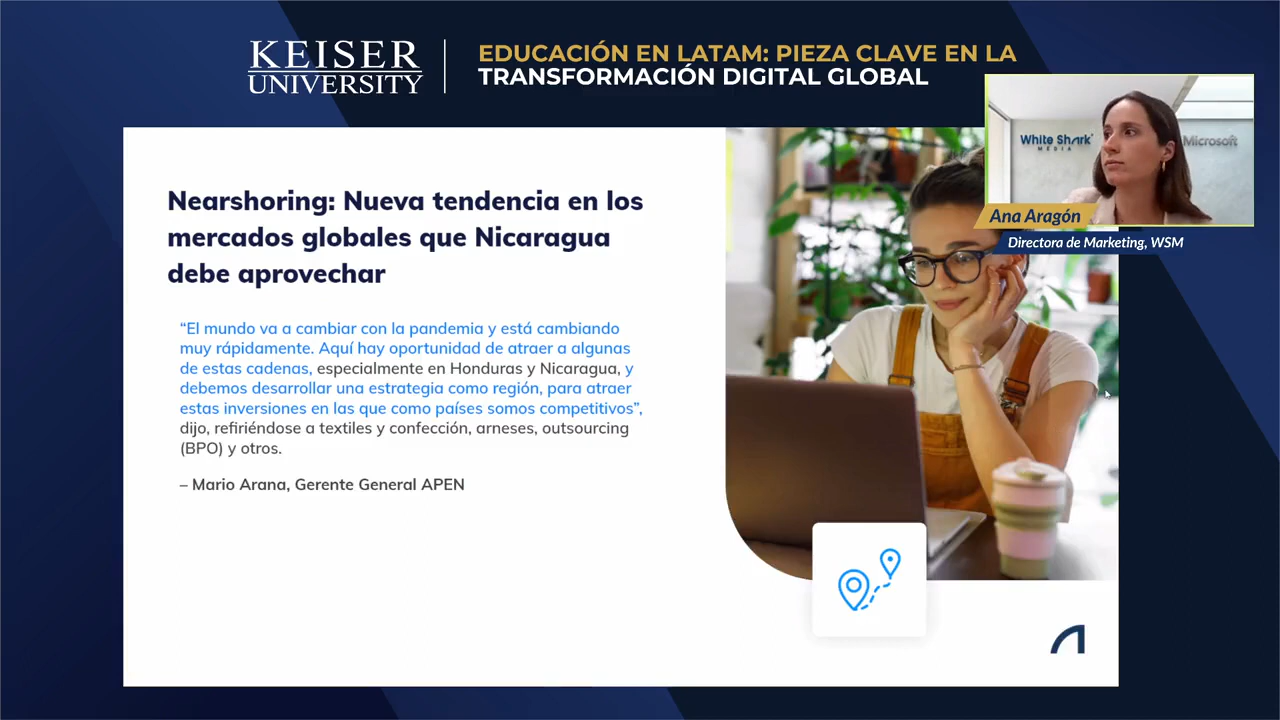 KEISER
UNIVERSITY
EDUCACIÓN EN LATAM: PIEZA CLAVE EN LA
TRANSFORMACIÓN DIGITAL GLOBAL
White Shark
MEDIA
Microsoft
Ana Aragón
Directora de Marketing, WSM
Nearshoring: Nueva tendencia en los
mercados globales que Nicaragua
debe aprovechar
“El mundo va a cambiar con la pandemia y está cambiando
muy rápidamente. Aquí hay oportunidad de atraer a algunas
de estas cadenas, especialmente en Honduras y Nicaragua, y
debemos desarrollar una estrategia como región, para atraer
estas inversiones en las que como países somos competitivos”,
dijo, refiriéndose a textiles y confección, arneses, outsourcing
(BPO) y otros.
– Mario Arana, Gerente General APEN